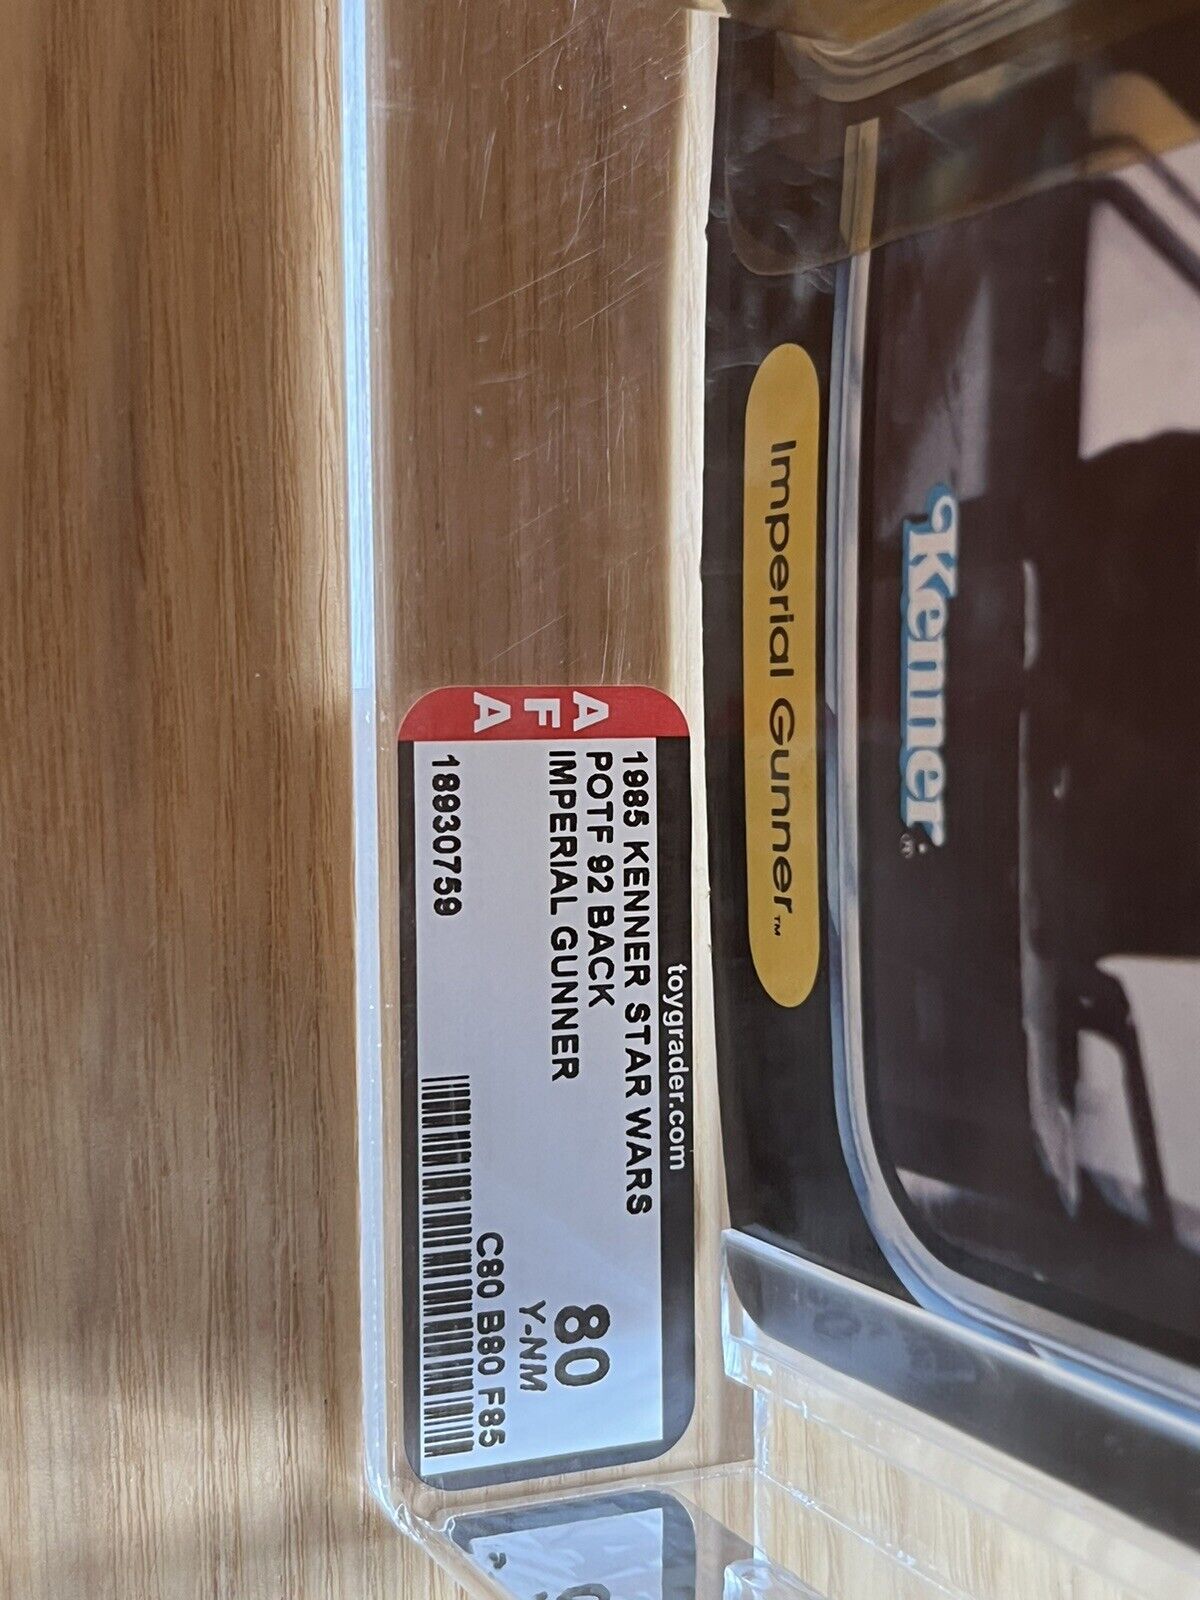 Kenner®
Imperial Gunner™
toygrader.com
AFA
1985 KENNER STAR WARS
POTF 92 BACK
IMPERIAL GUNNER
80
Y-NM
C80 B80 F85
18930759